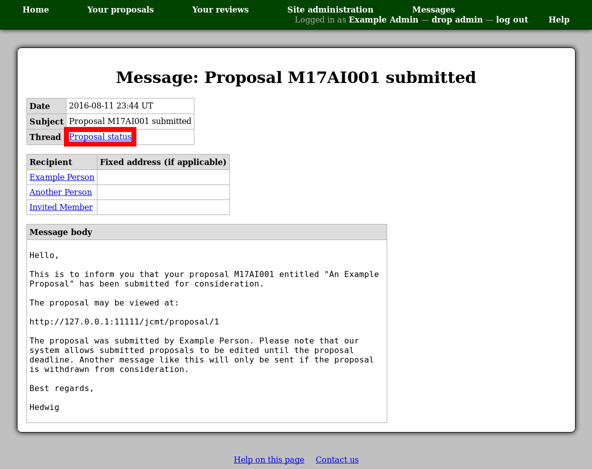 Home Your proposals Your reviews Site administration Messages
Logged in as Example Admin — drop admin — log out Help
Message: Proposal M17AI001 submitted
Date 2016-08-11 23:44 UT
Subject Proposal M17AI001 submitted
Thread Proposal status
Recipient Fixed address (if applicable)
Example Person
Another Person
Invited Member
Message body
Hello,
This is to inform you that your proposal M17AI001 entitled "An Example
Proposal" has been submitted for consideration.
The proposal may be viewed at:
http://127.0.0.1:11111/jcmt/proposal/1
The proposal was submitted by Example Person. Please note that our
system allows submitted proposals to be edited until the proposal
deadline. Another message like this will only be sent if the proposal
is withdrawn from consideration.
Best regards,
Hedwig
Help on this page Contact us